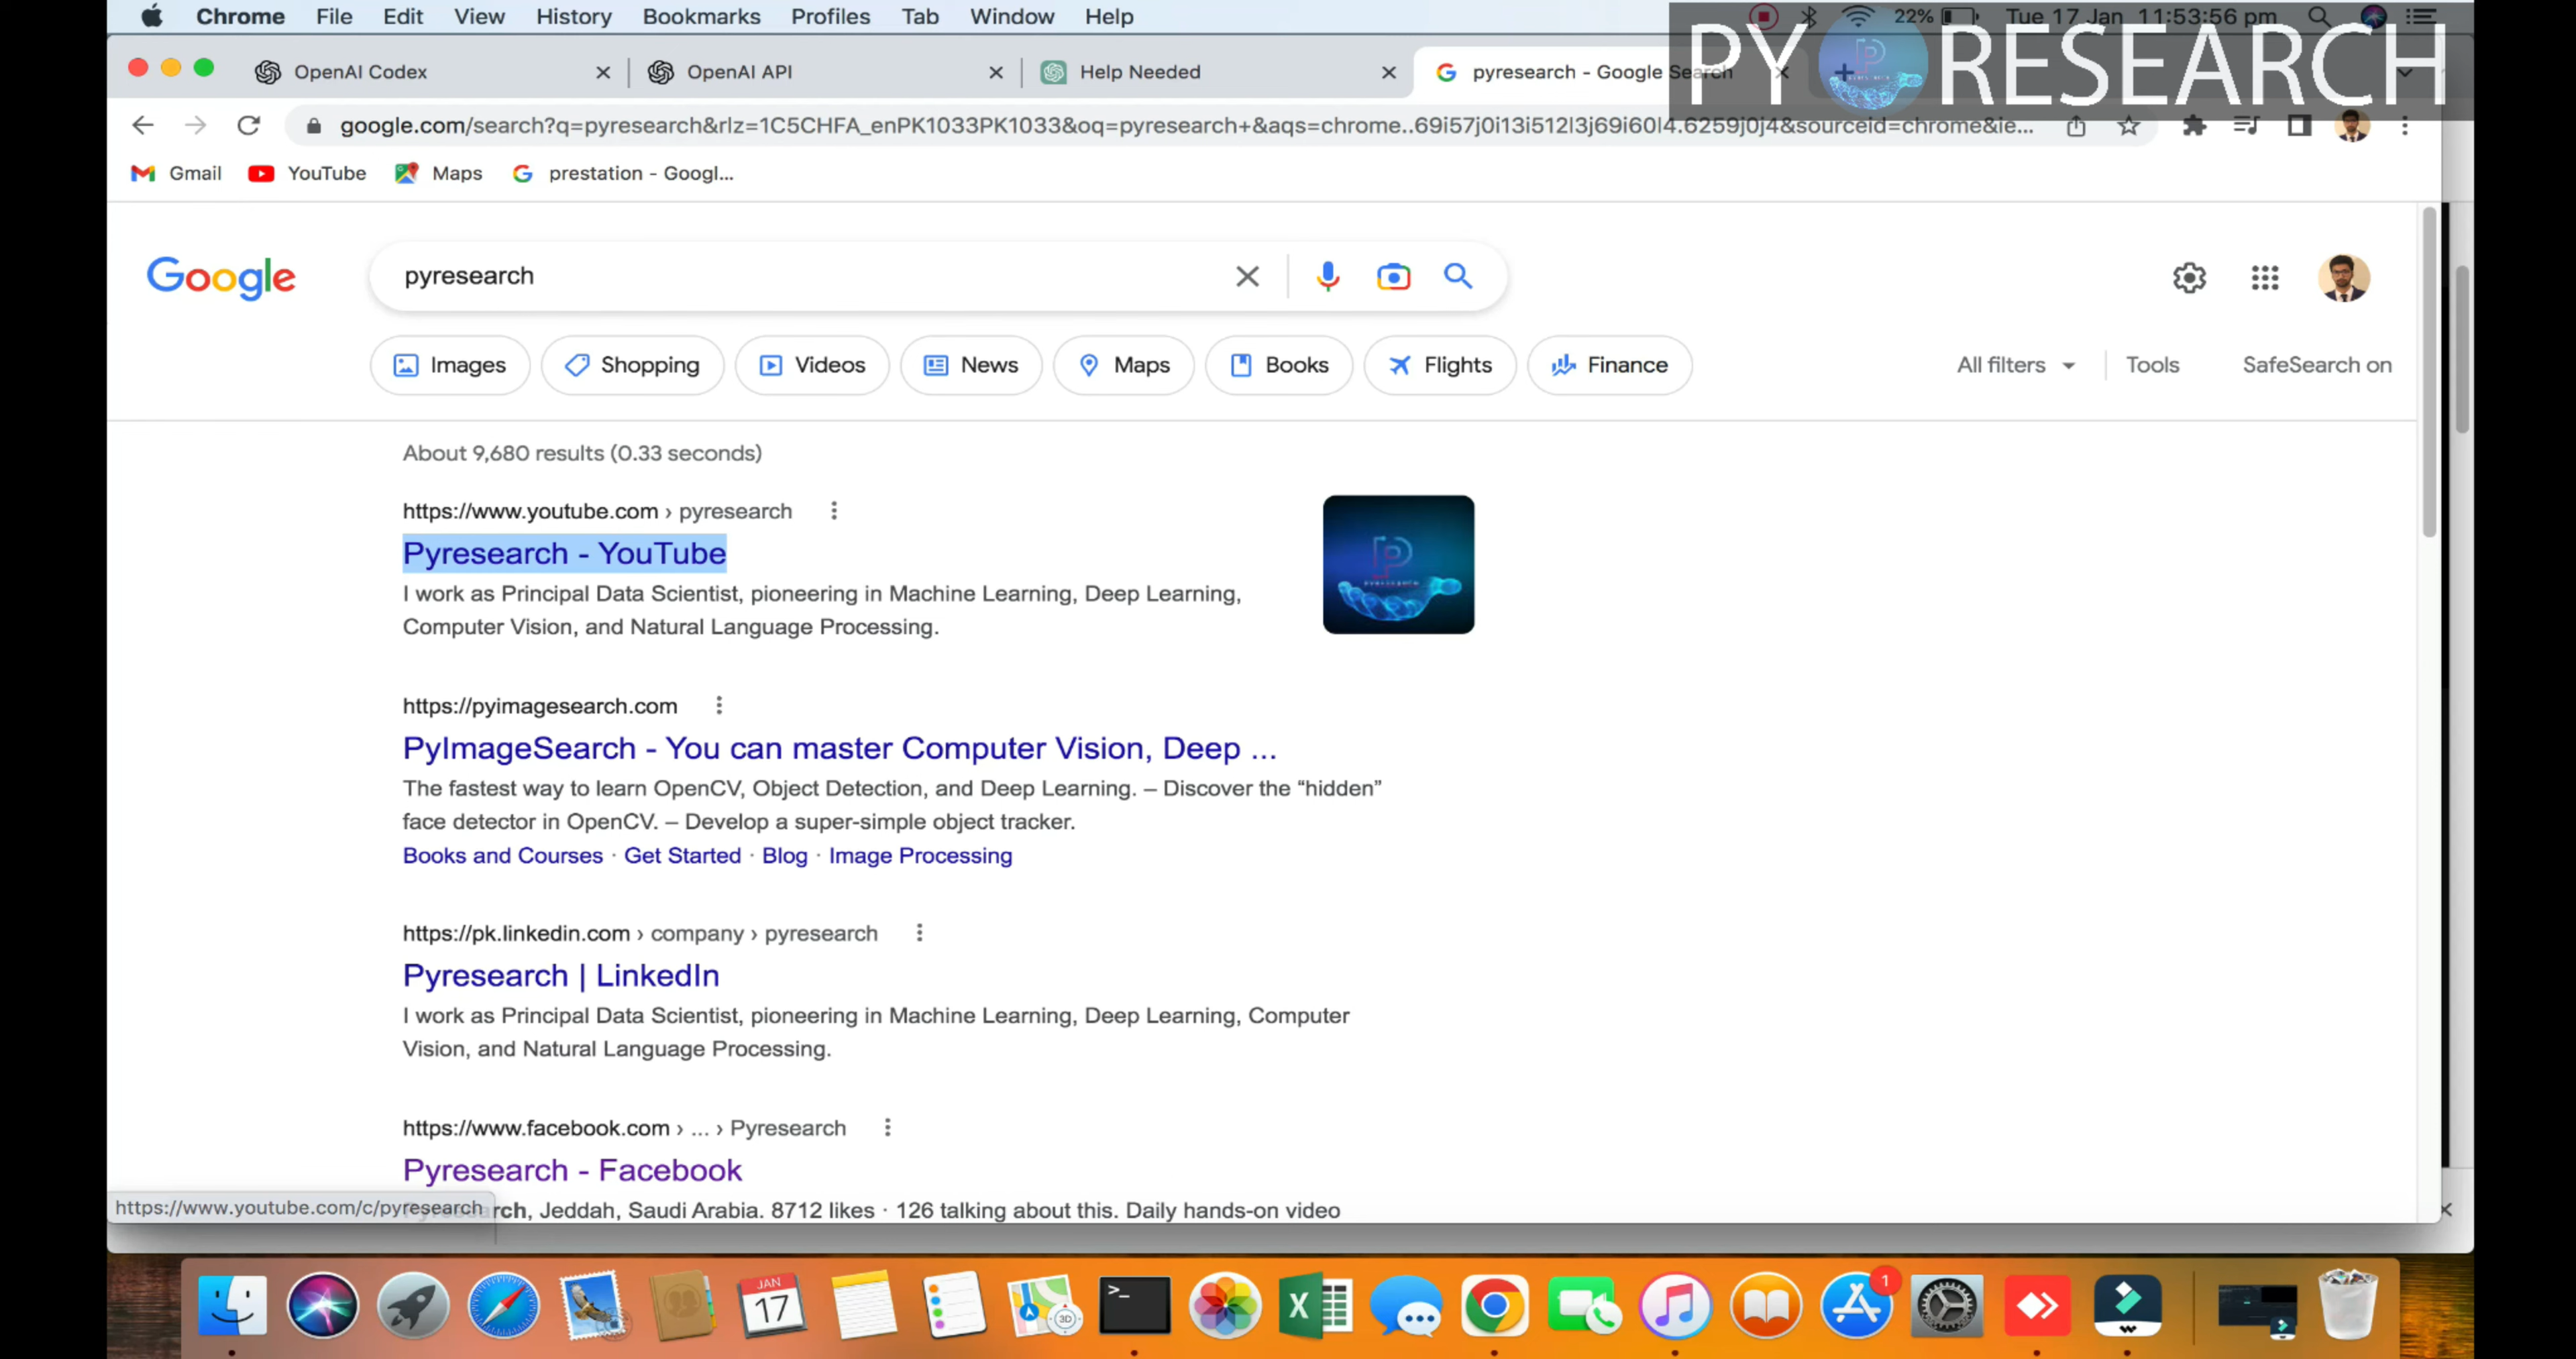 Chrome File Edit View History Bookmarks Profiles Tab Window Help 22% Tue 17 Jan 11:53:56 pm
PY RESEARCH
OpenAI Codex OpenAI API Help Needed pyresearch - Google Search
google.com/search?q=pyresearch&rlz=1C5CHFA_enPK1033PK1033&oq=pyresearch+&aqs=chrome..69i57j0i13i512l3j69i60l4.6259j0j4&sourceid=chrome&ie...
Gmail YouTube Maps prestation - Googl...
Google pyresearch
Images Shopping Videos News Maps Books Flights Finance All filters Tools SafeSearch on
About 9,680 results (0.33 seconds)
https://www.youtube.com › pyresearch
Pyresearch - YouTube
I work as Principal Data Scientist, pioneering in Machine Learning, Deep Learning,
Computer Vision, and Natural Language Processing.
https://pyimagesearch.com
PyImageSearch - You can master Computer Vision, Deep ...
The fastest way to learn OpenCV, Object Detection, and Deep Learning. – Discover the “hidden”
face detector in OpenCV. – Develop a super-simple object tracker.
Books and Courses · Get Started · Blog · Image Processing
https://pk.linkedin.com › company › pyresearch
Pyresearch | LinkedIn
I work as Principal Data Scientist, pioneering in Machine Learning, Deep Learning, Computer
Vision, and Natural Language Processing.
https://www.facebook.com › ... › Pyresearch
Pyresearch - Facebook
https://www.youtube.com/c/pyresearch
rch, Jeddah, Saudi Arabia. 8712 likes · 126 talking about this. Daily hands-on video
JAN
17
3D
1